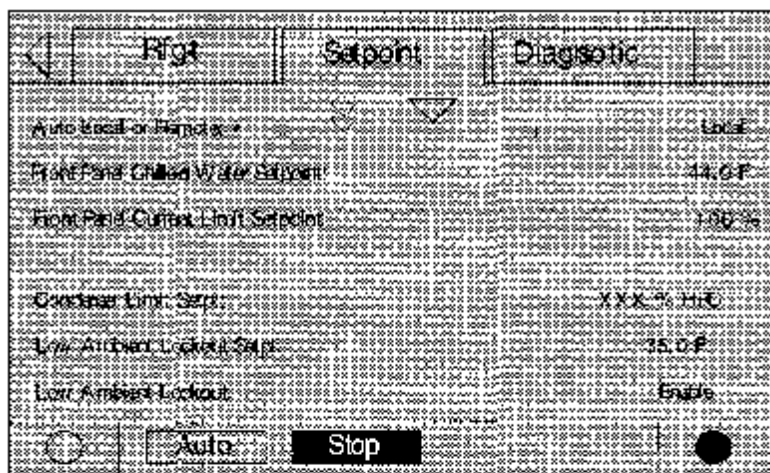 Rfgt Setpoint Diagnostic
Auto Local or Remote Local
Front Panel Chilled Water Setpoint: 44.0 F
Front Panel Current Limit Setpoint 100 %
Condenser Limit Setpt: XXX % HPC
Low Ambient Lockout Setpt 35.0 F
Low Ambient Lockout: Enable
Auto Stop